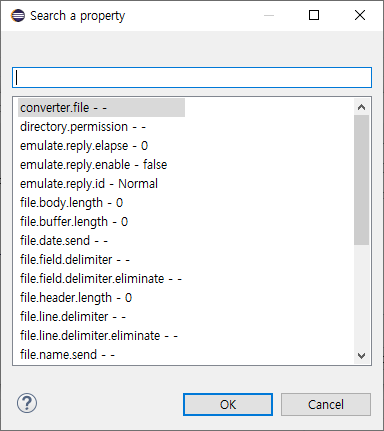 Search a property
converter.file - -
directory.permission - -
emulate.reply.elapse - 0
emulate.reply.enable - false
emulate.reply.id - Normal
file.body.length - 0
file.buffer.length - 0
file.date.send - -
file.field.delimiter - -
file.field.delimiter.eliminate - -
file.header.length - 0
file.line.delimiter - -
file.line.delimiter.eliminate - -
file.name.send - -
?
OK
Cancel